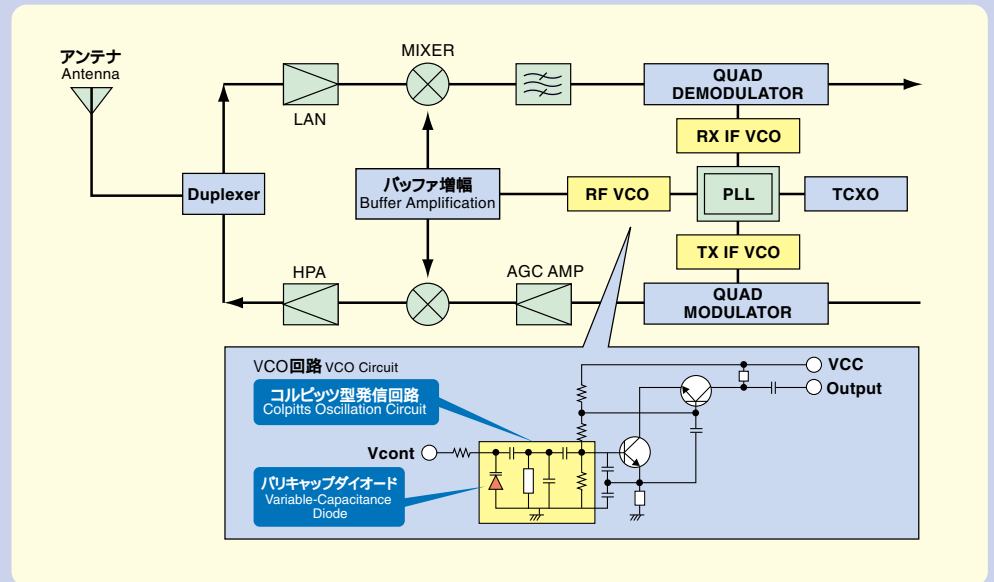 アンテナ
Antenna
MIXER
LAN
QUAD
DEMODULATOR
RX IF VCO
Duplexer
バッファ増幅
Buffer Amplification
RF VCO
PLL
TCXO
TX IF VCO
HPA
AGC AMP
QUAD
MODULATOR
VCO回路 VCO Circuit
VCC
コルピッツ型発信回路
Colpitts Oscillation Circuit
Output
Vcont
バリキャップダイオード
Variable-Capacitance
Diode